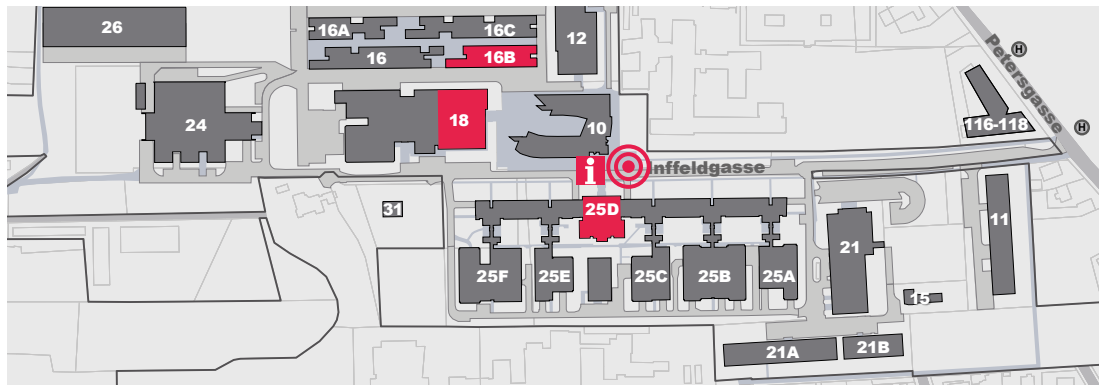 26
16A
16C
12
Petersgasse
H
16
16B
24
18
10
116-118
H
i
Inffeldgasse
31
25D
11
21
25F
25E
25C
25B
25A
15
21A
21B